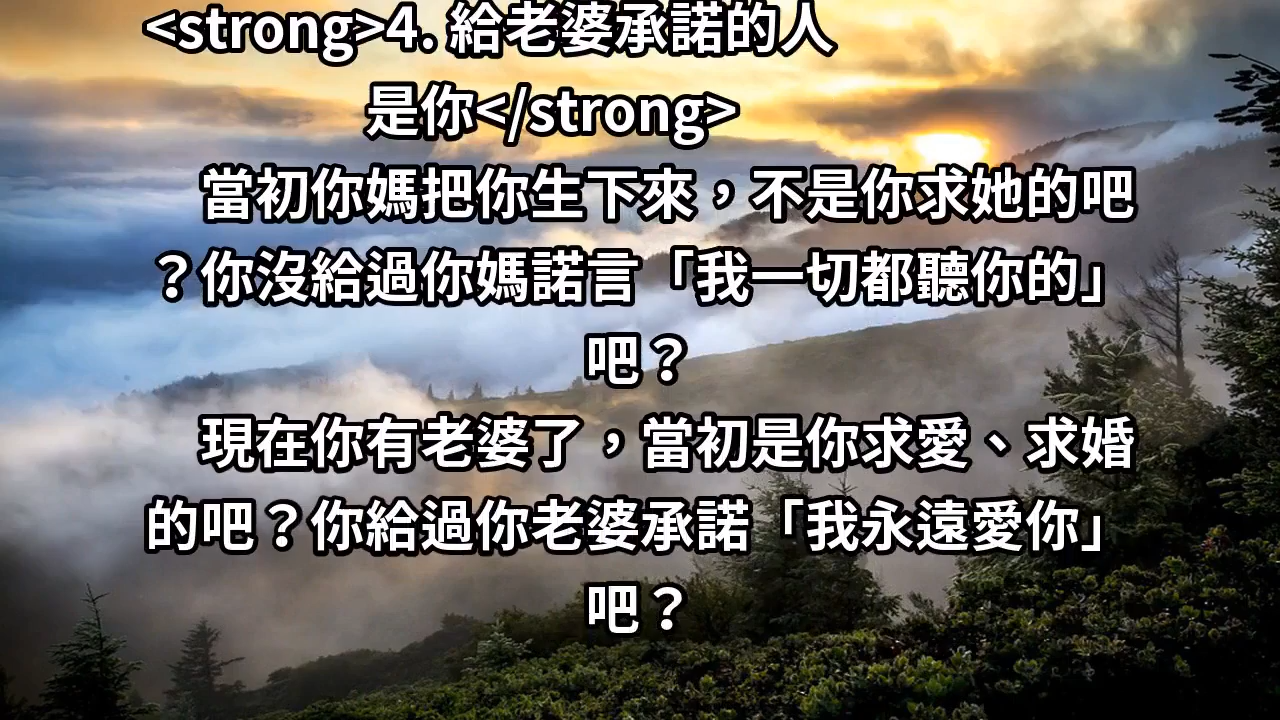 <strong>4. 給老婆承諾的人
是你</strong>
當初你媽把你生下來，不是你求她的吧
？你沒給過你媽諾言「我一切都聽你的」
吧？
現在你有老婆了，當初是你求愛、求婚
的吧？你給過你老婆承諾「我永遠愛你」
吧？